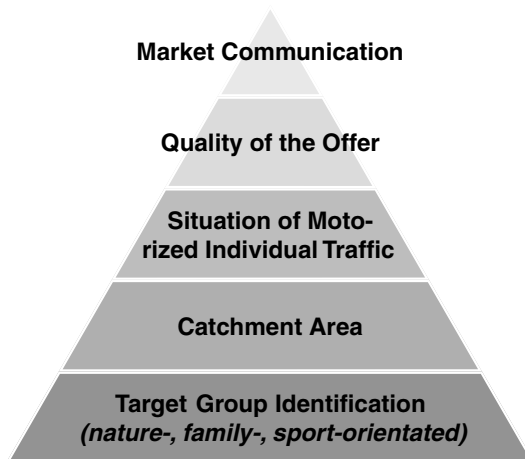 Market Communication
Quality of the Offer
Situation of Moto-
rized Individual Traffic
Catchment Area
Target Group Identification
(nature-, family-, sport-orientated)